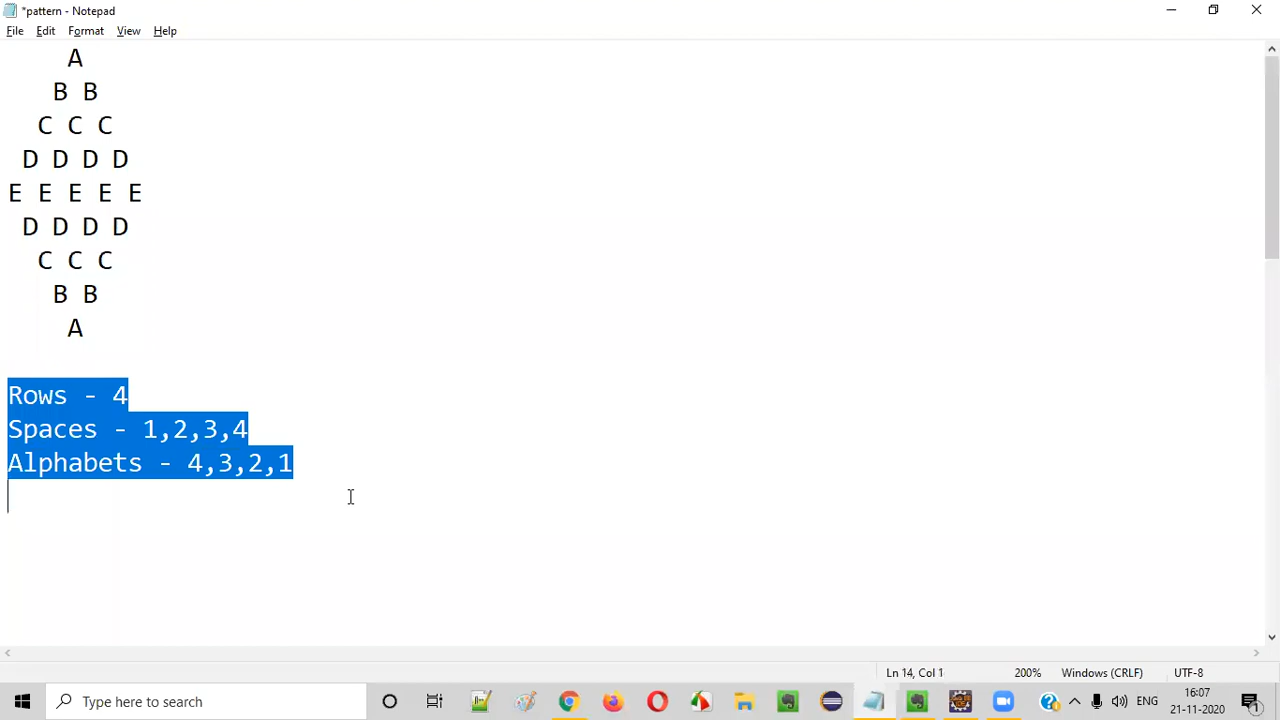 *pattern - Notepad
File Edit Format View Help
A
B B
C C C
D D D D
E E E E E
D D D D
C C C
B B
A
Rows - 4
Spaces - 1,2,3,4
Alphabets - 4,3,2,1
Ln 14, Col 1 200% Windows (CRLF) UTF-8
Type here to search
ENG
16:07
21-11-2020